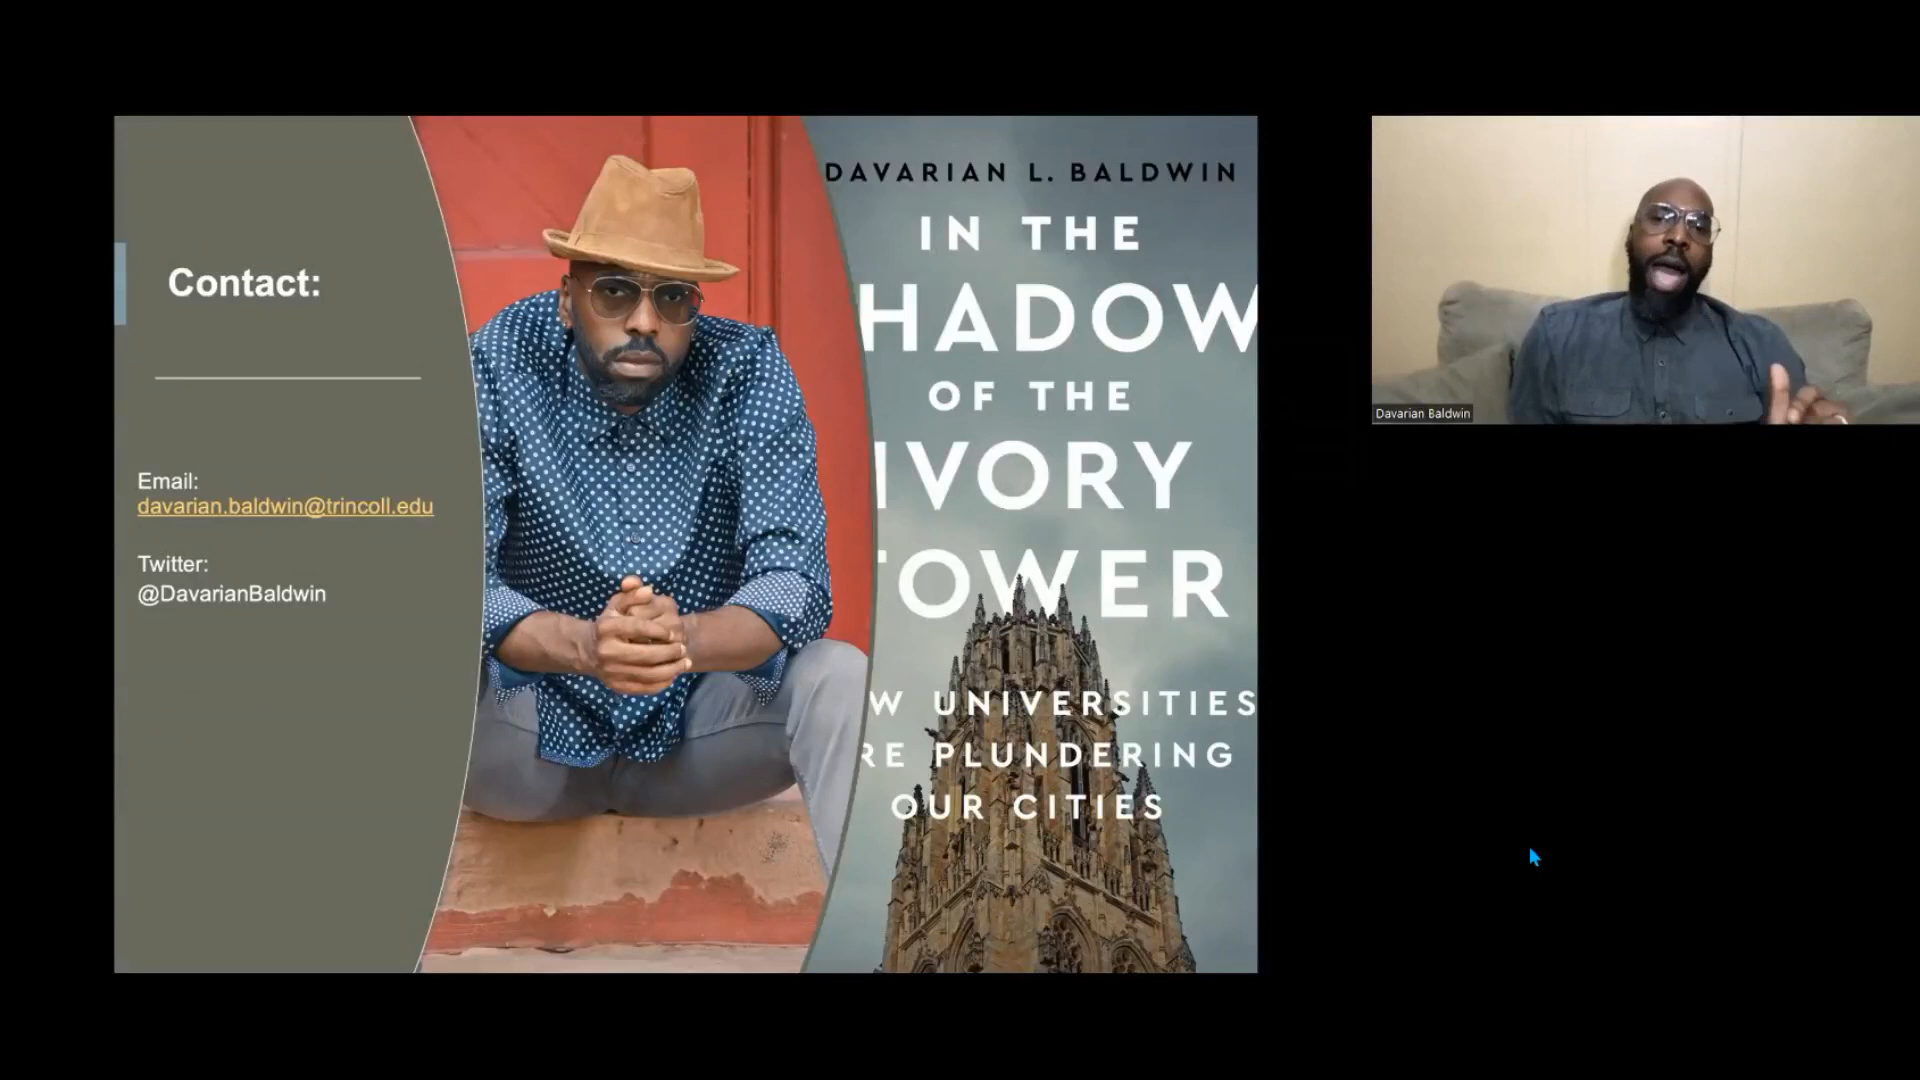 Contact:
Email:
davarian.baldwin@trincoll.edu
Twitter:
@DavarianBaldwin
DAVARIAN L. BALDWIN
IN THE
HADOW
OF THE
IVORY
TOWER
W UNIVERSITIES
RE PLUNDERING
OUR CITIES
Davarian Baldwin